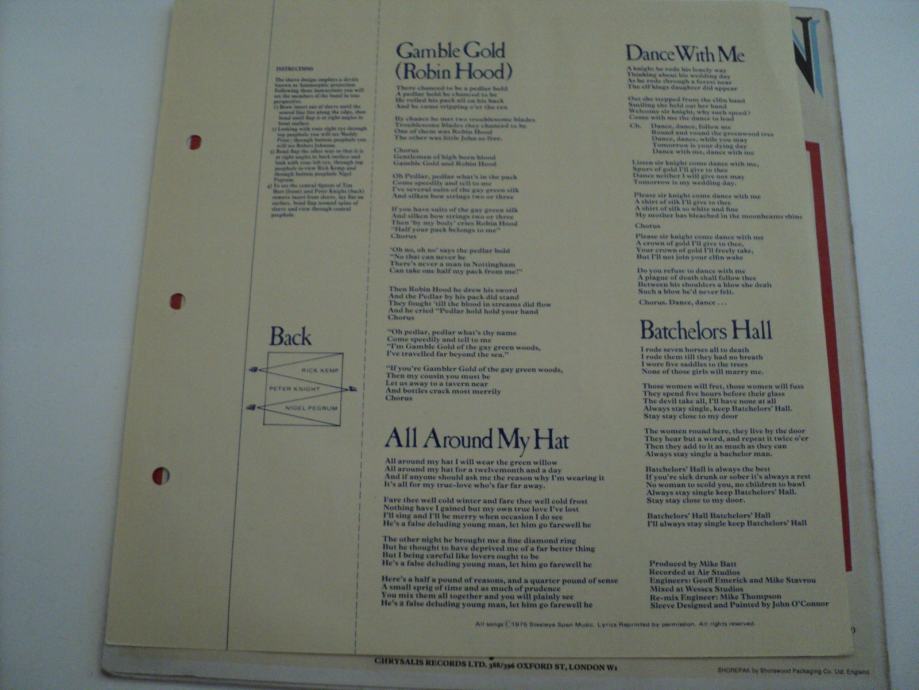 INSTRUCTIONS
The sleeve design employs a device
known as Anamorphic projection.
Following these instructions you will
see the members of the band in true
perspective.
Gamble Gold
(Robin Hood)
There chanced to be a pedlar bold
A pedlar bold he chanced to be
He rolled his pack all on his back
And he came tripping o'er the lea
By chance he met two troublesome blades
Troublesome blades they chanced to be
One of them was Robin Hood
The other was little John so free.
Chorus
Gentlemen of high born blood
Gamble Gold and Robin Hood
Oh Pedlar, pedlar what's in the pack
Come speedily and tell to me
I've several suits of the gay green silk
And silken bow strings two or three
If you have suits of the gay green silk
And silken bow strings two or three
Then 'by my body' cries Robin Hood
"Half your pack belongs to me"
Chorus
'Oh no, oh no' says the pedlar bold
"No that can never be
There's never a man in Nottingham
Can take one half my pack from me!"
Then Robin Hood he drew his sword
And the Pedlar by his pack did stand
They fought 'till the blood in streams did flow
And he cried "Pedlar hold hold your hand
Chorus
"Oh pedlar, pedlar what's thy name
Come speedily and tell to me
"I'm Gamble Gold of the gay green woods,
I've travelled far beyond the sea."
"If you're Gambler Gold of the gay green woods,
Then my cousin you must be
Let us away to a tavern near
And bottles crack most merrily
Chorus
Back
RICK KEMP
PETER KNIGHT
NIGEL PEGRUM
All Around My Hat
All around my hat I will wear the green willow
All around my hat for a twelvemonth and a day
And if anyone should ask me the reason why I'm wearing it
It's all for my true-love who's far far away.
Fare thee well cold winter and fare thee well cold frost
Nothing have I gained but my own true love I've lost
I'll sing and I'll be merry when occasion I do see
He's a false deluding young man, let him go farewell he
The other night he brought me a fine diamond ring
But he thought to have deprived me of a far better thing
But I being careful like lovers ought to be
He's a false deluding young man, let him go farewell he
Here's a half a pound of reasons, and a quarter pound of sense
A small sprig of time and as much of prudence
You mix them all together and you will plainly see
He's a false deluding young man, let him go farewell he
Dance With Me
A knight he rode his lonely way
Thinking about his wedding day
As he rode through a forest near
The elf kings daughter did appear
Out she stepped from the elfin band
Smiling she held out her hand
Welcome sir knight, why such speed?
Come with me the dance to lead
Ch. Dance, dance, follow me
Round and round the greenwood tree
Dance, dance, while you may
Tomorrow is your dying day
Dance with me, dance with me
Listen sir knight come dance with me,
Spurs of gold I'll give to thee
Dance neither I will give nor may
Tomorrow is my wedding day.
Please sir knight come dance with me
A shirt of silk I'll give to thee.
A shirt of silk so white and fine
My mother has bleached in the moonbeams shine
Chorus
Please sir knight come dance with me
A crown of gold I'll give to thee,
Your crown of gold I'll freely take,
But I'll not join your elfin wake
Do you refuse to dance with me
A plague of death shall follow thee
Between his shoulders a blow she dealt
Such a blow he'd never felt.
Chorus. Dance, dance . . .
Batchelors Hall
I rode seven horses all to death
I rode them till they had no breath
I wore five saddles to the trees
None of those girls will marry me.
Those women will fret, those women will fuss
They spend five hours before their glass
The devil take all, I'll have none at all
Always stay single, keep Batchelors' Hall.
Stay stay close to my door
The women round here, they live by the door
They hear but a word, and repeat it twice o'er
Then they add to it as much as they can
Always stay single a bachelor man.
Batchelors' Hall is always the best
If you're sick drunk or sober it's always a rest
No woman to scold you, no children to bawl
Always stay single keep Batchelors' Hall.
Stay stay close to my door.
Batchelors' Hall Batchelors' Hall
I'll always stay single keep Batchelors' Hall
Produced by Mike Batt
Recorded at Air Studios
Engineers: Geoff Emerick and Mike Stavrou
Mixed at Wessex Studios
Re-mix Engineer: Mike Thompson
Sleeve Designed and Painted by John O'Connor
All songs ©1975 Steeleye Span Music. Lyrics Reprinted by permission. All rights reserved.
CHRYSALIS RECORDS LTD. 388/396 OXFORD ST, LONDON W1
SHOREPAK by Shorewood Packaging Co. Ltd. England